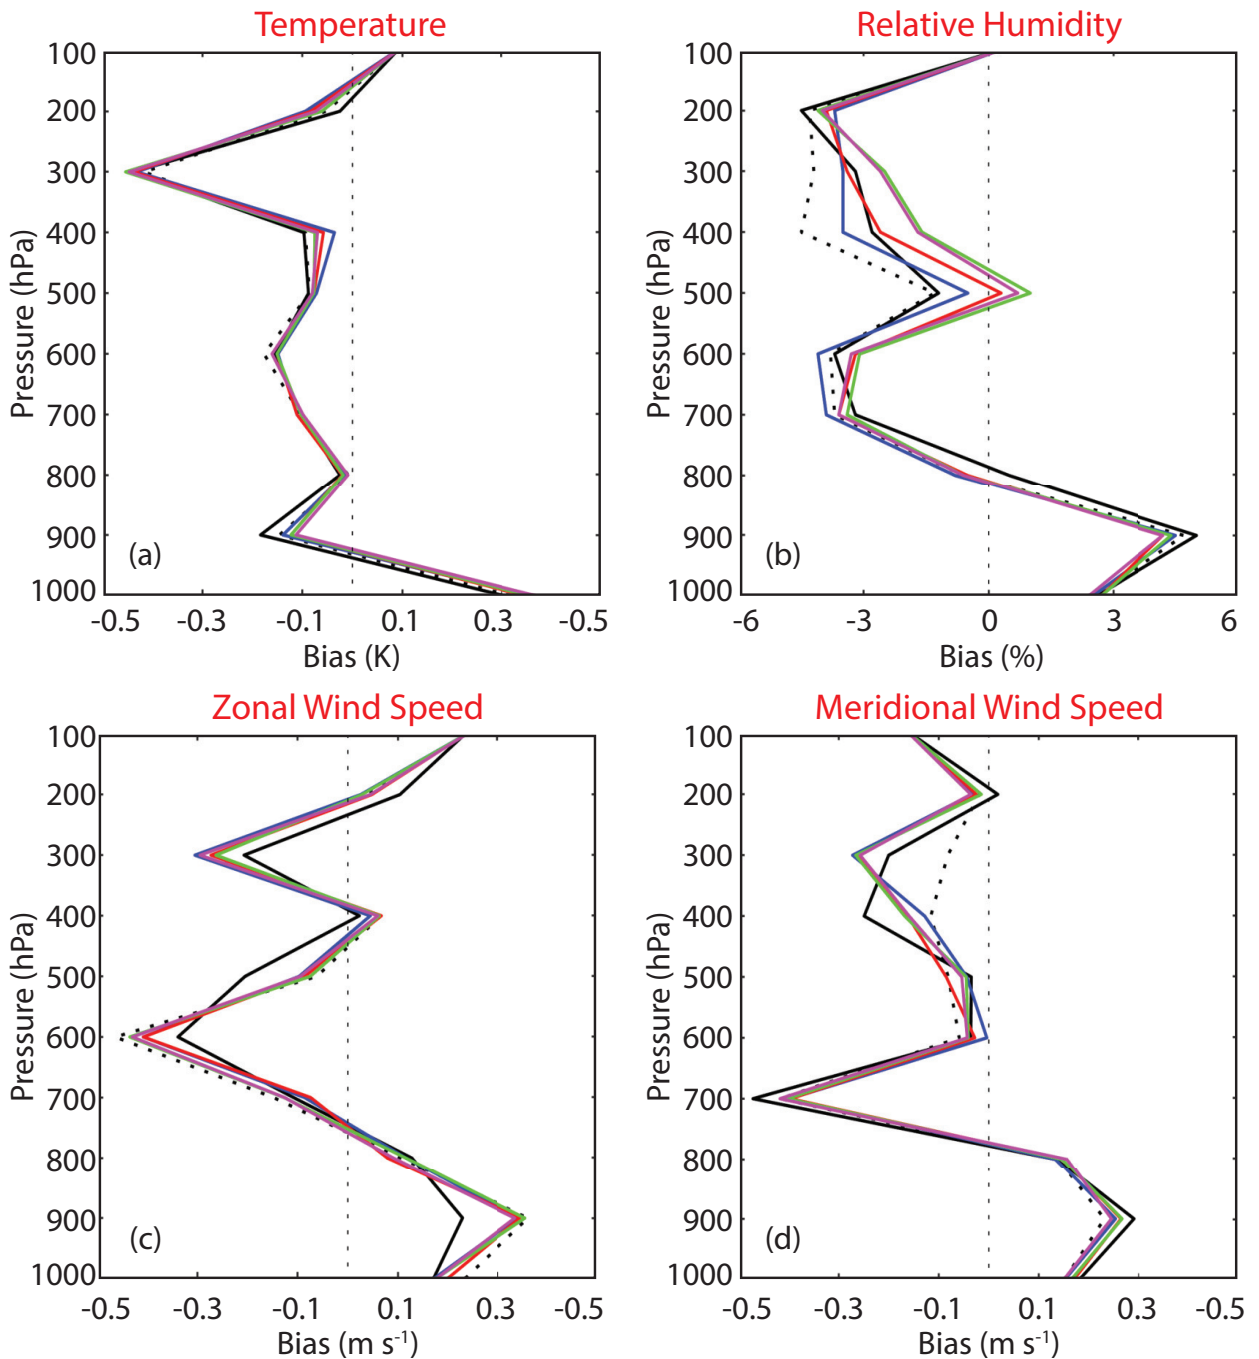 Temperature
Relative Humidity
100
200
300
400
500
600
700
800
900
1000
Pressure (hPa)
(a)
-0.5 -0.3 -0.1 0.1 0.3 -0.5
Bias (K)
100
200
300
400
500
600
700
800
900
1000
Pressure (hPa)
(b)
-6 -3 0 3 6
Bias (%)
Zonal Wind Speed
Meridional Wind Speed
100
200
300
400
500
600
700
800
900
1000
Pressure (hPa)
(c)
-0.5 -0.3 -0.1 0.1 0.3 -0.5
Bias (m s⁻¹)
100
200
300
400
500
600
700
800
900
1000
Pressure (hPa)
(d)
-0.5 -0.3 -0.1 0.1 0.3 -0.5
Bias (m s⁻¹)